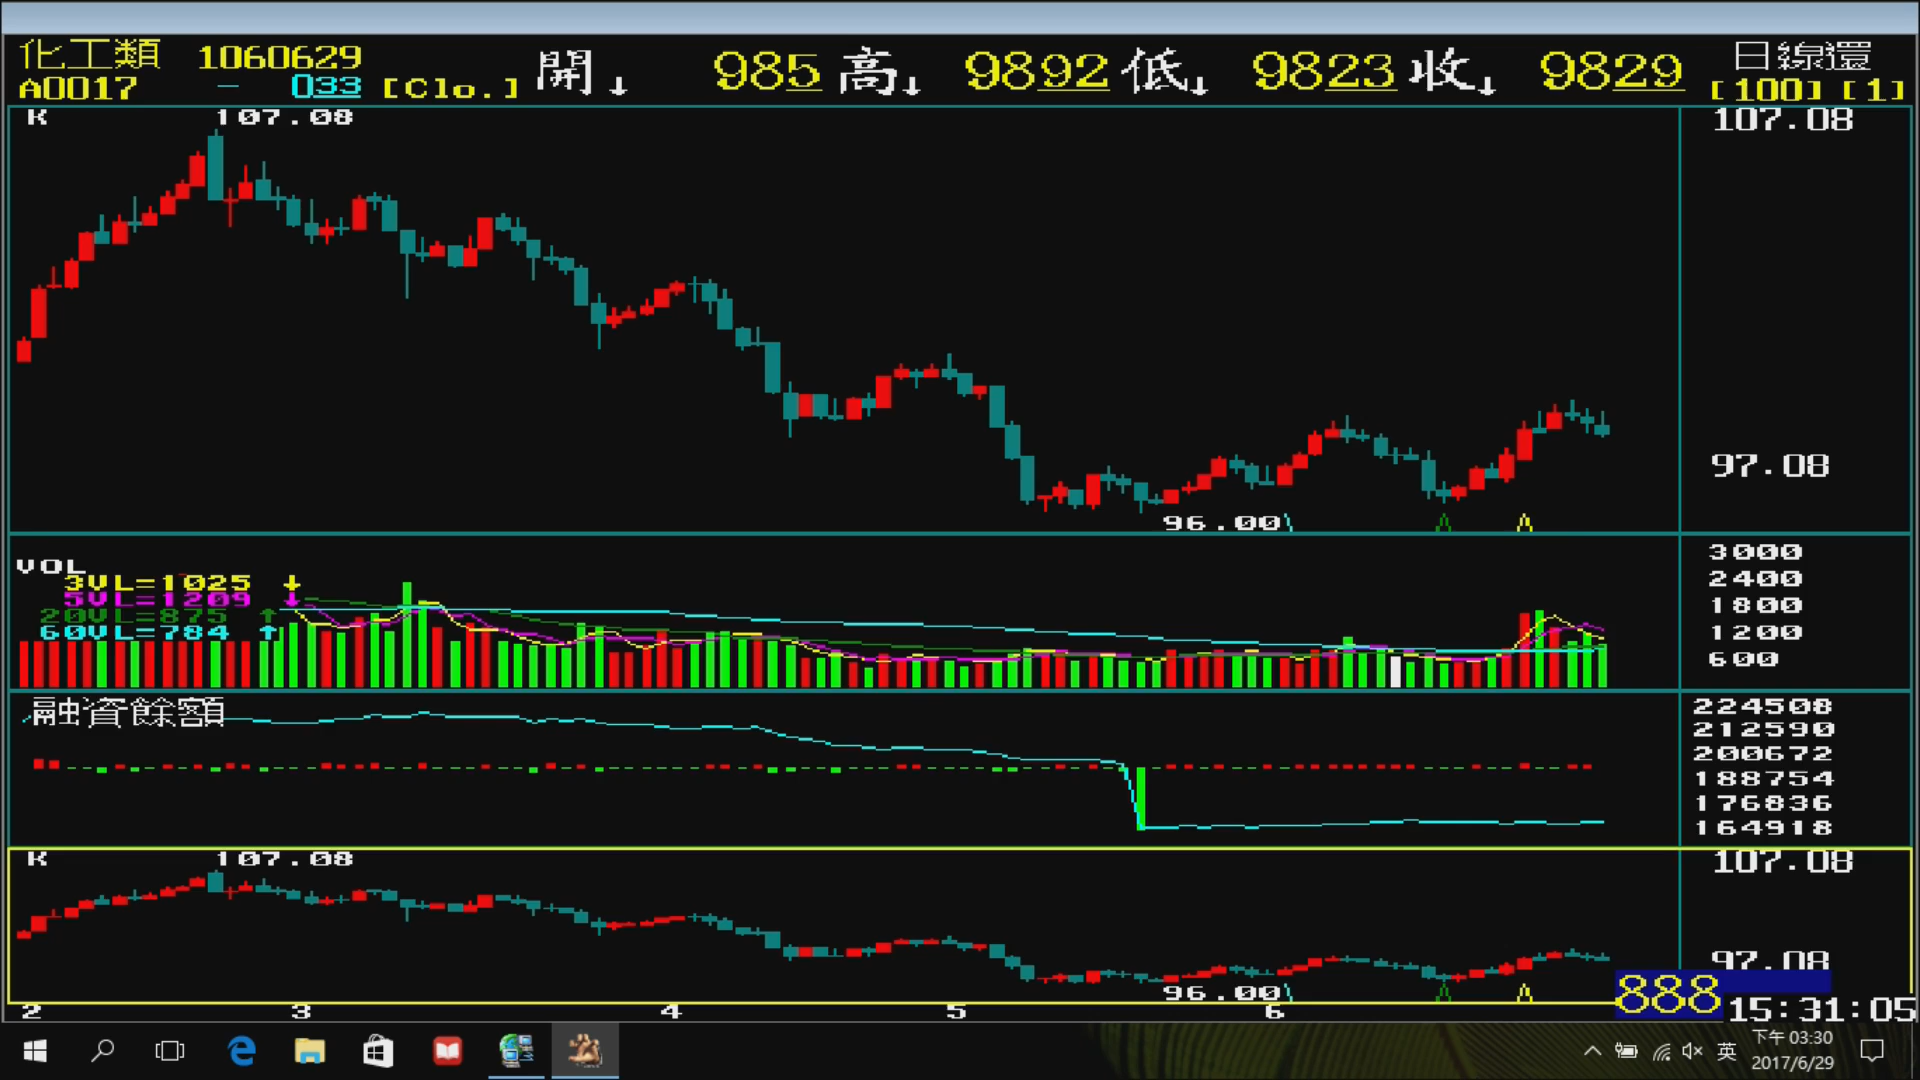 化工類 1060629 開↓ 985 高↓ 9892 低↓ 9823 收↓ 9829 日線還
A0017 － 033 [Clo.] [100] [1]
K 107.08 107.08
97.08
96.00
VOL 3000
3VL=1025 ↓ 2400
5VL=1209 ↓ 1800
20VL=875 ↑ 1200
60VL=784 ↑ 600
融資餘額 224508
212590
200672
188754
176836
164918
K 107.08 107.08
97.08
96.00 888
2 3 4 5 6 15:31:05
英 下午 03:30
2017/6/29